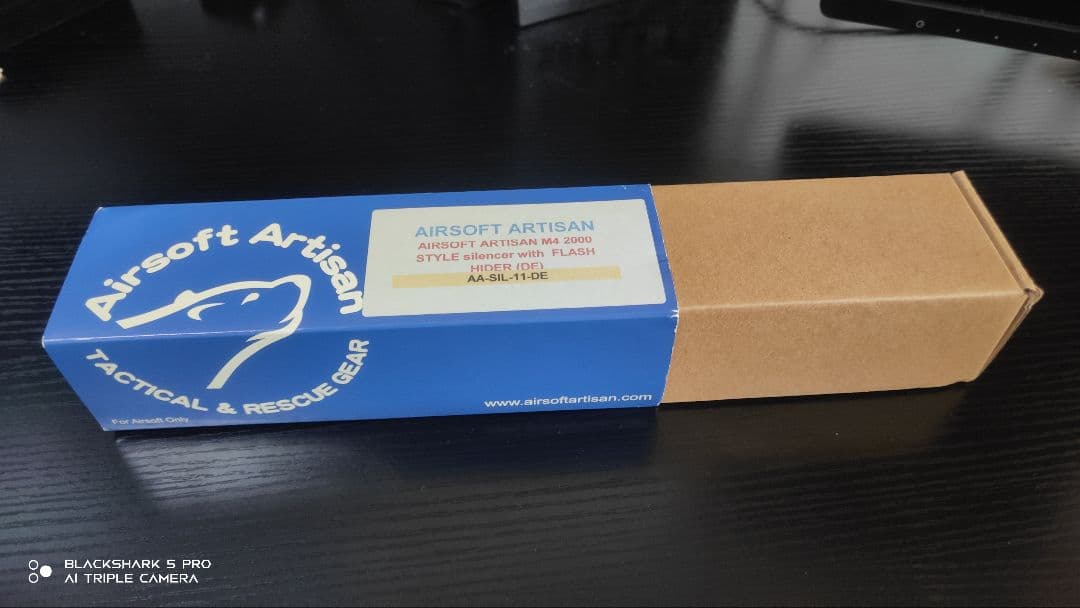 Airsoft Artisan
TACTICAL & RESCUE GEAR
For Airsoft Only
AIRSOFT ARTISAN
AIRSOFT ARTISAN M4 2000
STYLE silencer with FLASH
HIDER (DE)
AA-SIL-11-DE
www.airsoftartisan.com
BLACKSHARK 5 PRO
AI TRIPLE CAMERA